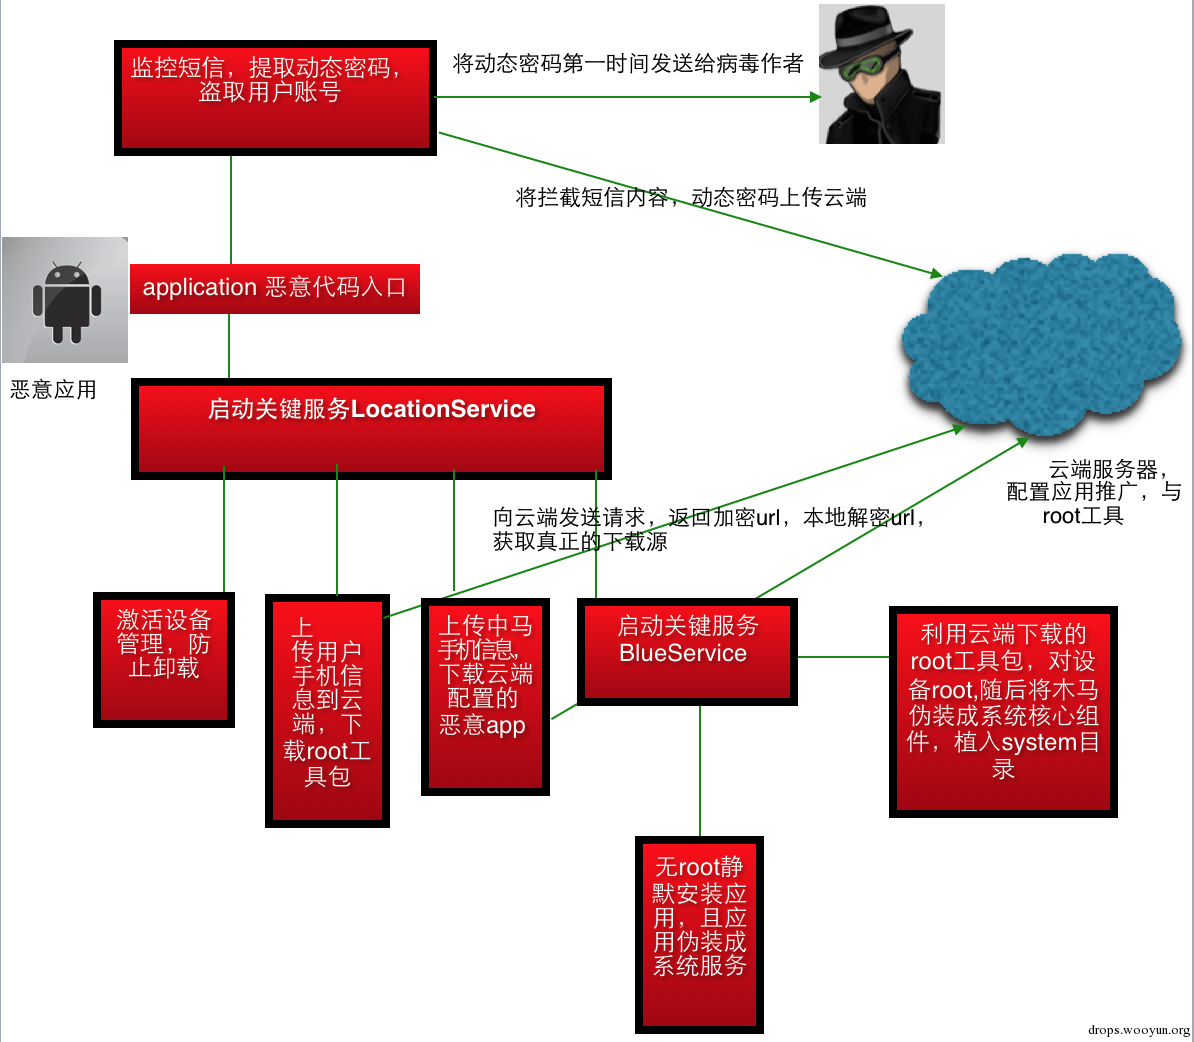 监控短信，提取动态密码，
盗取用户账号
将动态密码第一时间发送给病毒作者
将拦截短信内容，动态密码上传云端
application 恶意代码入口
恶意应用
启动关键服务LocationService
云端服务器，
配置应用推广，与
root工具
向云端发送请求，返回加密url，本地解密url，
获取真正的下载源
激活设备
管理，防
止卸载
上
传用户
手机信
息到云
端，下
载root工
具包
上传中马
手机信息，
下载云端
配置的
恶意app
启动关键服务
BlueService
利用云端下载的
root工具包，对设
备root,随后将木马
伪装成系统核心组
件，植入system目
录
无root静
默安装应
用，且应
用伪装成
系统服务
drops.wooyun.org